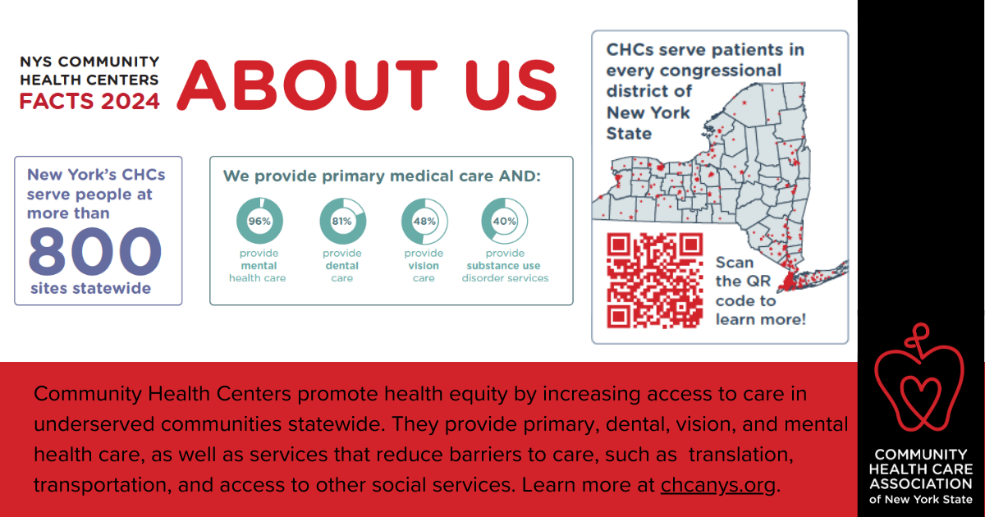 NYS COMMUNITY
HEALTH CENTERS
FACTS 2024
ABOUT US
New York's CHCs
serve people at
more than
800
sites statewide
We provide primary medical care AND:
96%
provide
mental
health care
81%
provide
dental
care
48%
provide
vision
care
40%
provide
substance use
disorder services
CHCs serve patients in
every congressional
district of
New York
State
Scan
the QR
code to
learn more!
Community Health Centers promote health equity by increasing access to care in
underserved communities statewide. They provide primary, dental, vision, and mental
health care, as well as services that reduce barriers to care, such as  translation,
transportation, and access to other social services. Learn more at chcanys.org.
COMMUNITY
HEALTH CARE
ASSOCIATION
of New York State